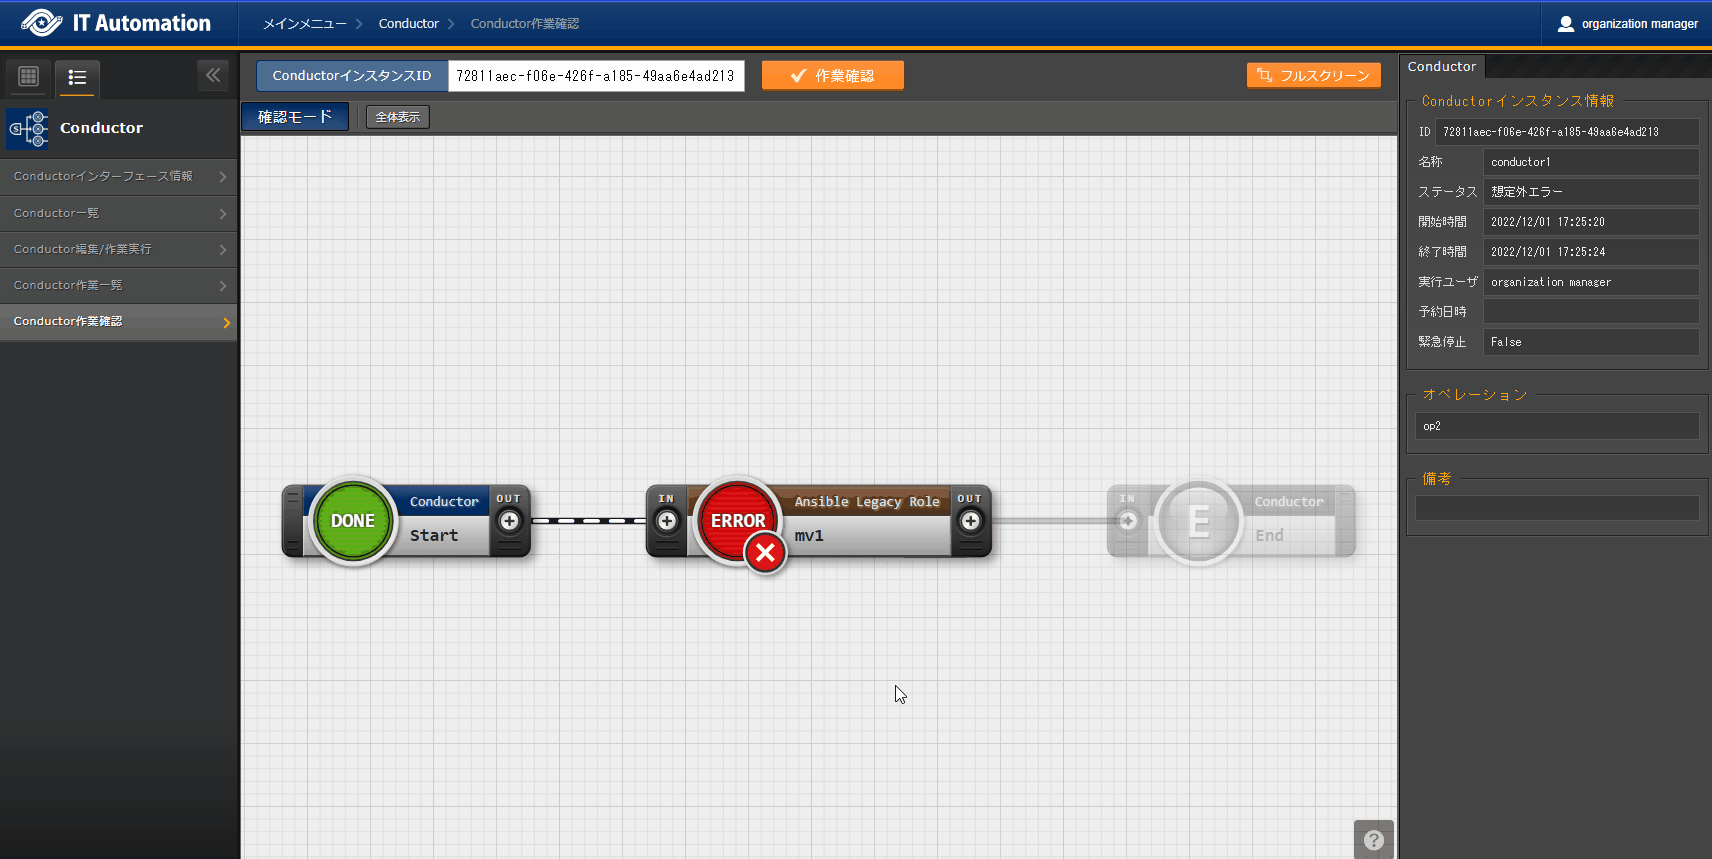 IT Automation
メインメニュー
Conductor
Conductor作業確認
organization manager
Conductor
Conductorインターフェース情報
Conductor一覧
Conductor編集/作業実行
Conductor作業一覧
Conductor作業確認
ConductorインスタンスID
72811aec-f06e-426f-a185-49aa6e4ad213
作業確認
フルスクリーン
確認モード
全体表示
DONE
Conductor
Start
OUT
IN
ERROR
Ansible Legacy Role
mv1
OUT
IN
E
Conductor
End
?
Conductor
Conductorインスタンス情報
ID
72811aec-f06e-426f-a185-49aa6e4ad213
名称
conductor1
ステータス
想定外エラー
開始時間
2022/12/01 17:25:20
終了時間
2022/12/01 17:25:24
実行ユーザ
organization manager
予約日時
緊急停止
False
オペレーション
op2
備考